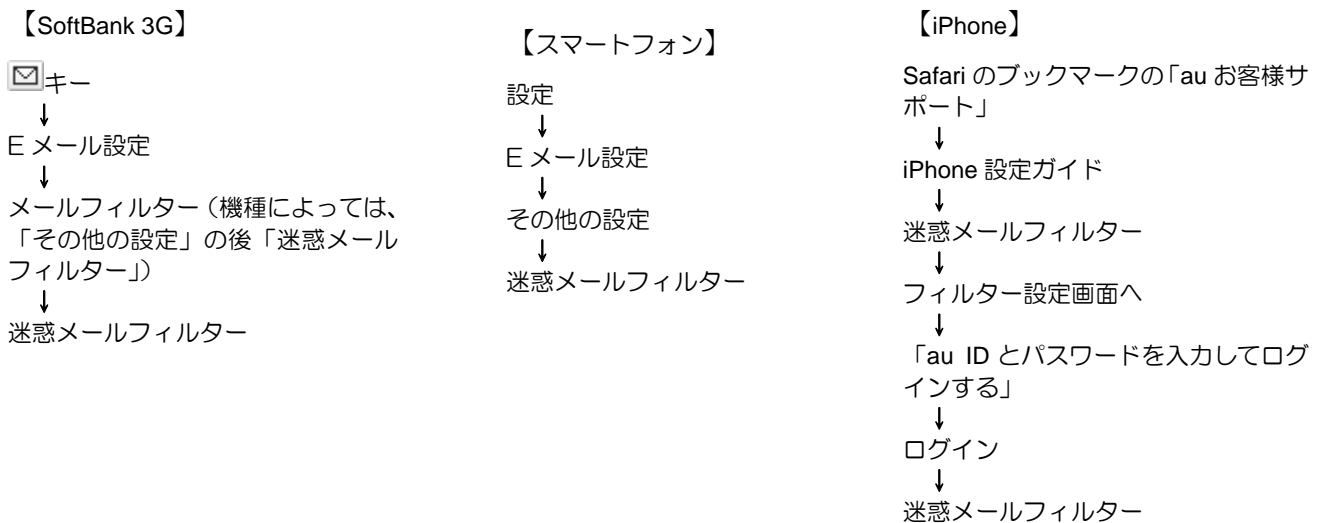 【SoftBank 3G】
キー
↓
E メール設定
↓
メールフィルター（機種によっては、
「その他の設定」の後「迷惑メール
フィルター」）
↓
迷惑メールフィルター
【スマートフォン】
設定
↓
E メール設定
↓
その他の設定
↓
迷惑メールフィルター
【iPhone】
Safari のブックマークの「au お客様サ
ポート」
↓
iPhone 設定ガイド
↓
迷惑メールフィルター
↓
フィルター設定画面へ
↓
「au ID とパスワードを入力してログ
インする」
↓
ログイン
↓
迷惑メールフィルター